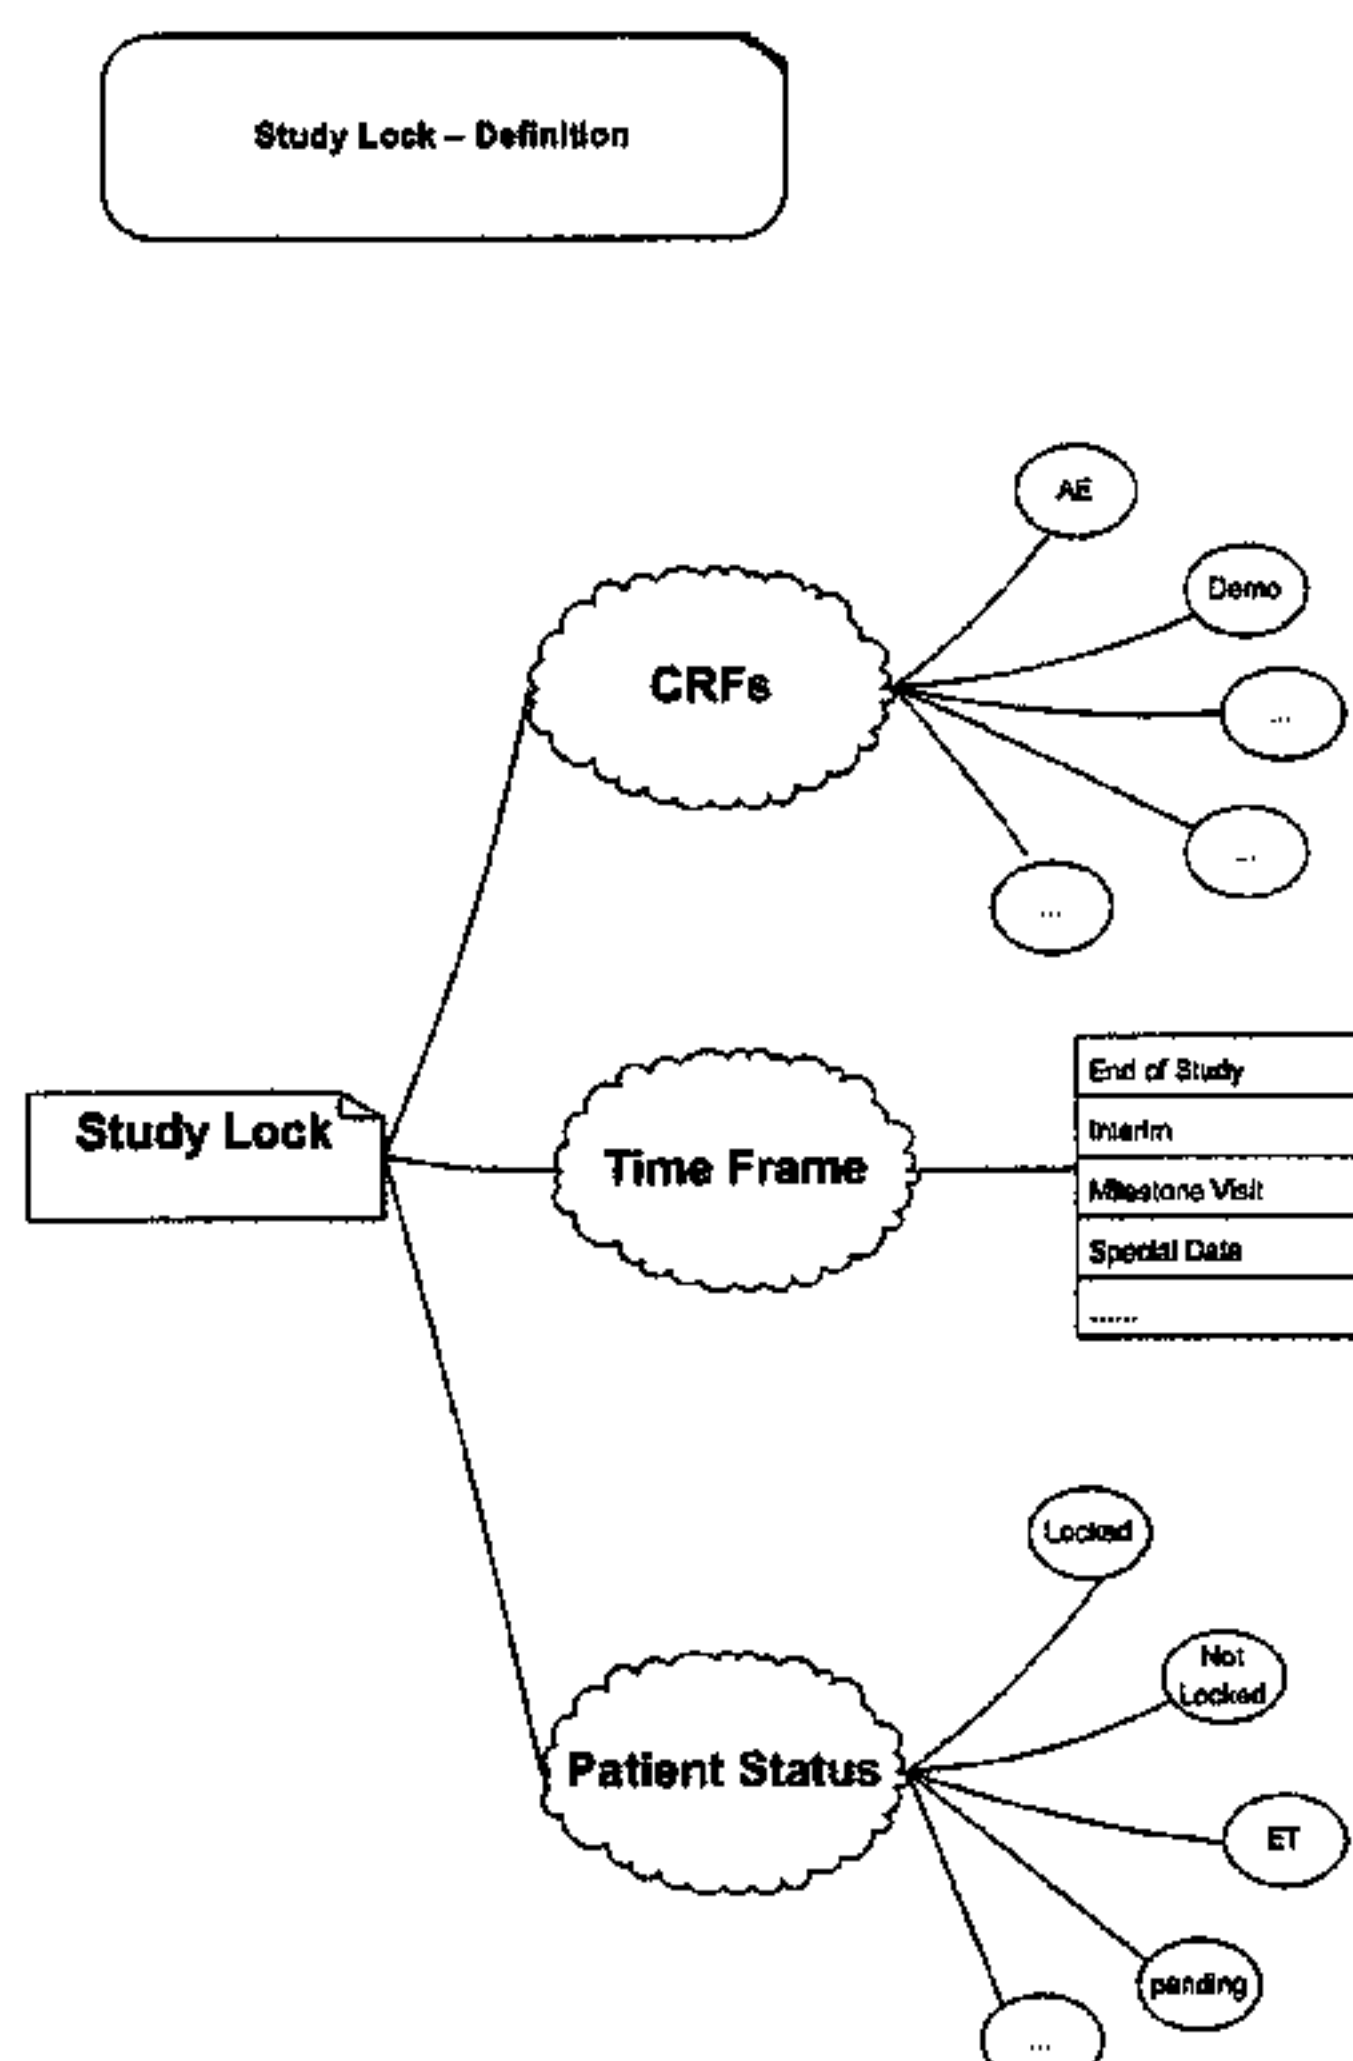 Study Lock – Definition
AE
Demo
CRFs
...
...
...
End of Study
Study Lock
Interim
Time Frame
Milestone Visit
Special Data
......
Locked
Not
Locked
Patient Status
ET
pending
...